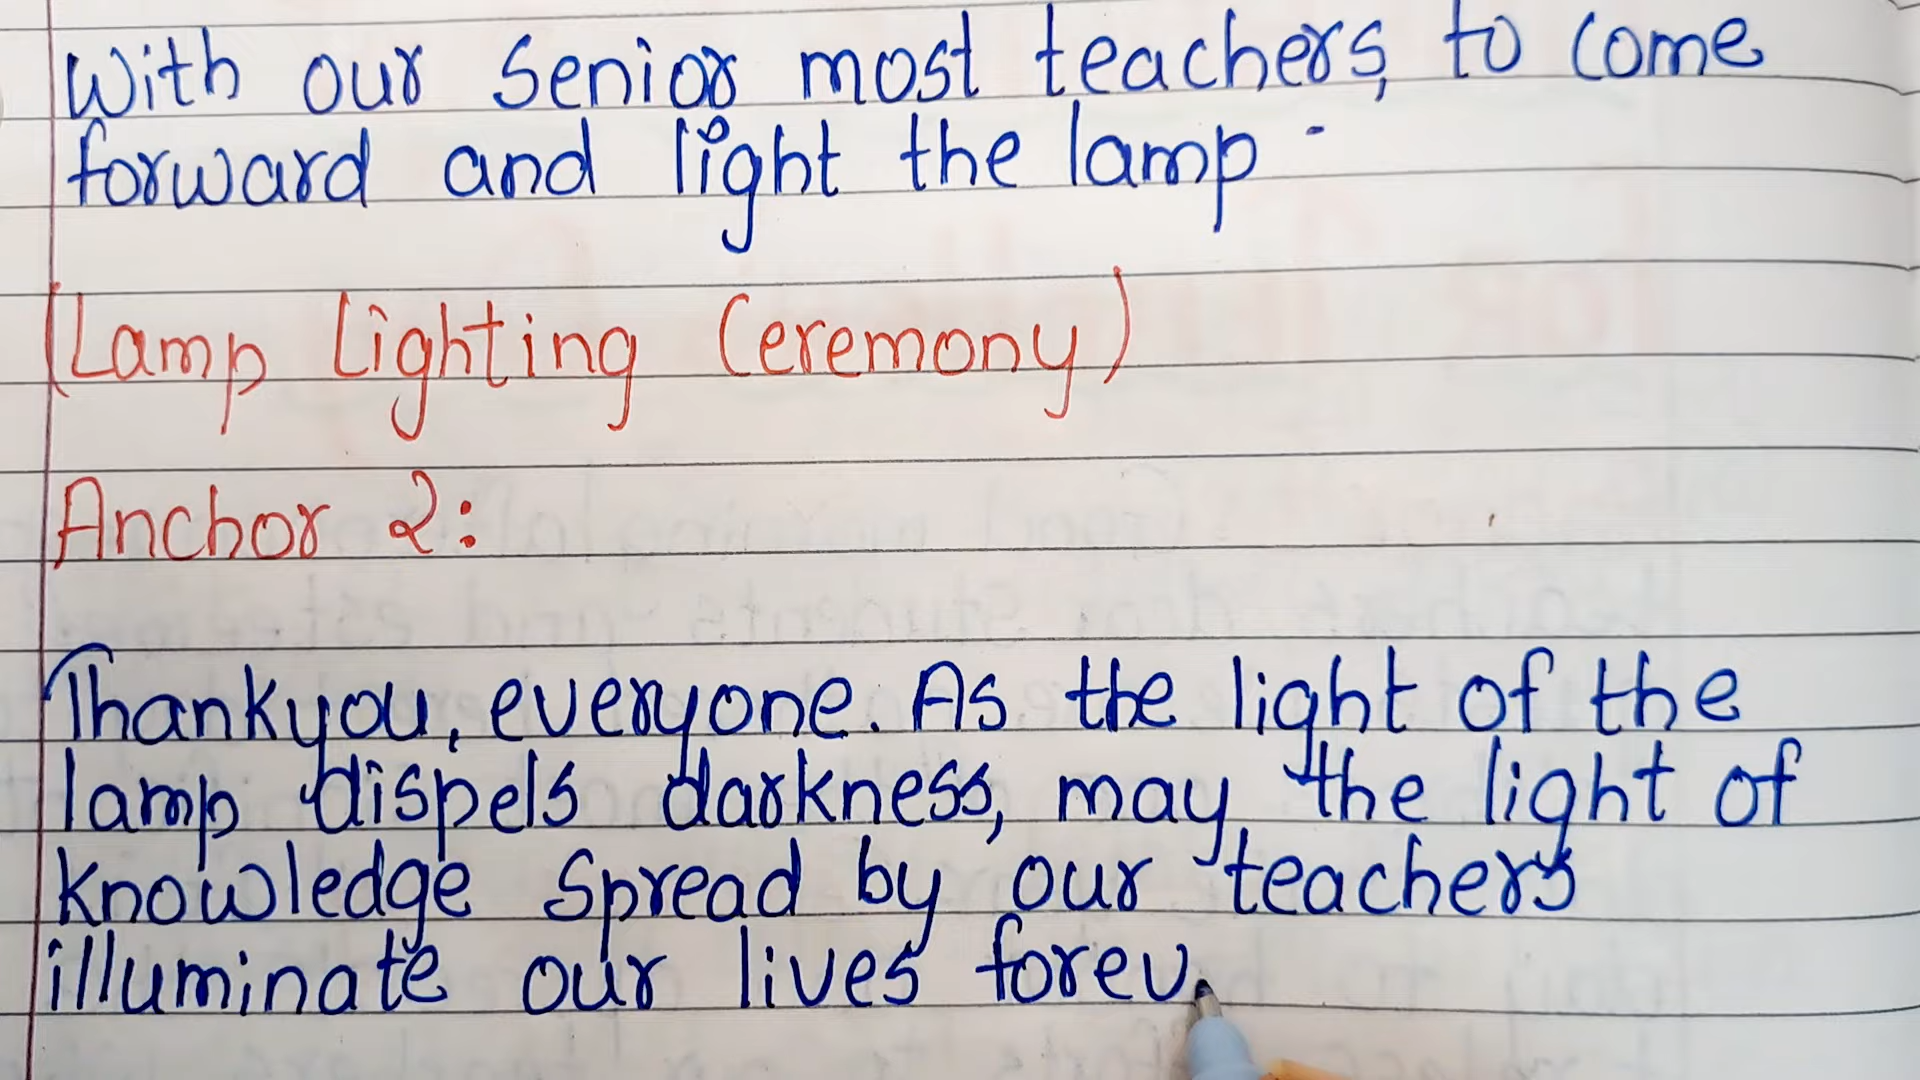 With our Senior most teachers, to come
forward and light the lamp.
(Lamp Lighting Ceremony)
Anchor 2:
Thankyou, everyone. As the light of the
lamp dispels darkness, may the light of
knowledge spread by our teachers
illuminate our lives forev